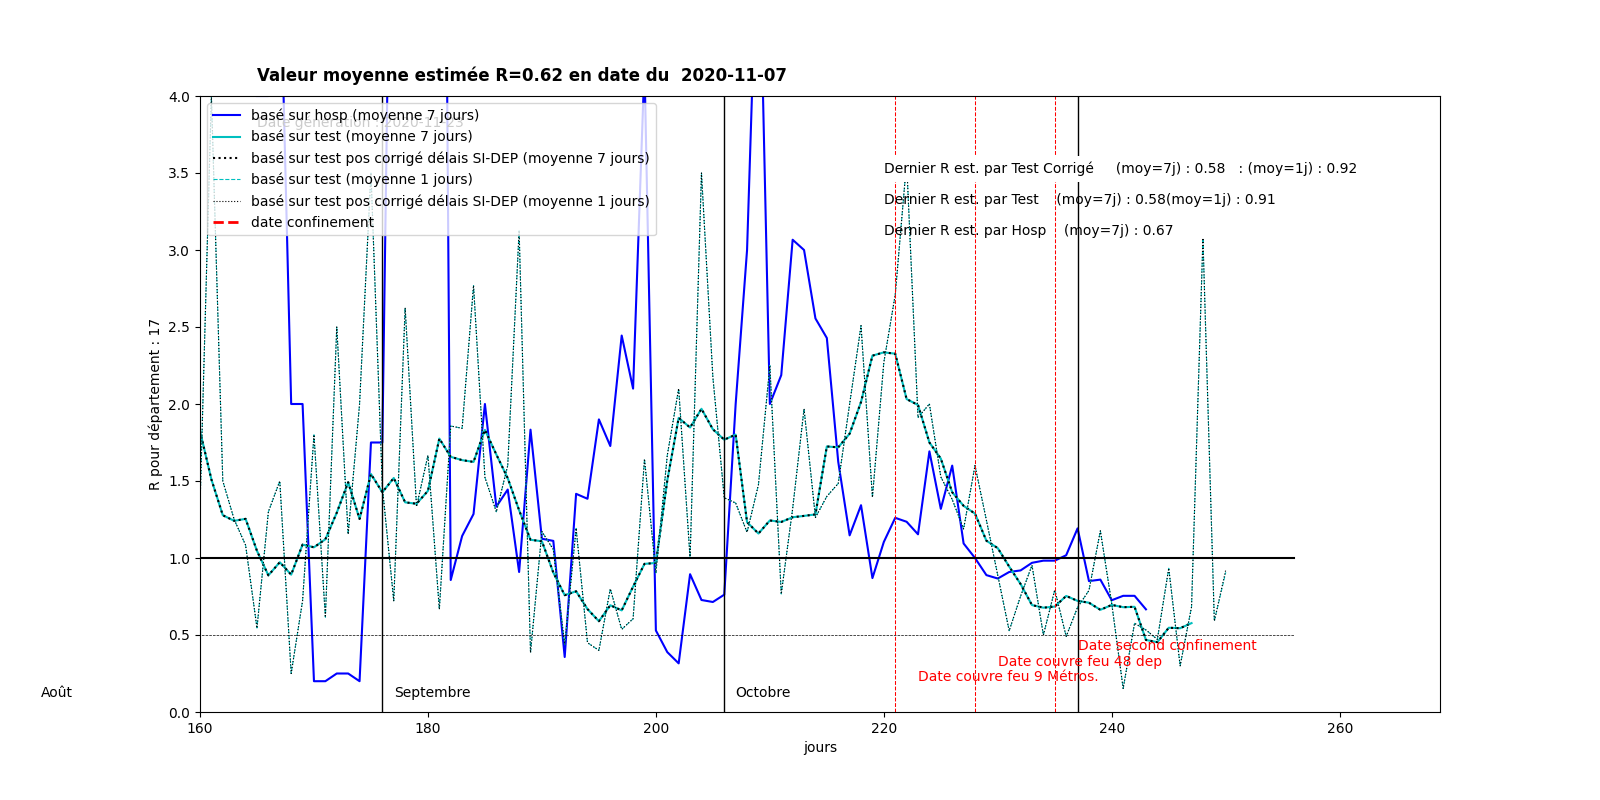 Valeur moyenne estimée R=0.62 en date du  2020-11-07
4.0
3.5
3.0
2.5
2.0
1.5
1.0
0.5
0.0
R pour département : 17
basé sur hosp (moyenne 7 jours)
basé sur test (moyenne 7 jours)
basé sur test pos corrigé délais SI-DEP (moyenne 7 jours)
basé sur test (moyenne 1 jours)
basé sur test pos corrigé délais SI-DEP (moyenne 1 jours)
date confinement
Dernier R est. par Test Corrigé     (moy=7j) : 0.58   : (moy=1j) : 0.92
Dernier R est. par Test    (moy=7j) : 0.58(moy=1j) : 0.91
Dernier R est. par Hosp    (moy=7j) : 0.67
Date second confinement
Date couvre feu 48 dep
Date couvre feu 9 Métros.
Août
Septembre
Octobre
160
180
200
220
240
260
jours